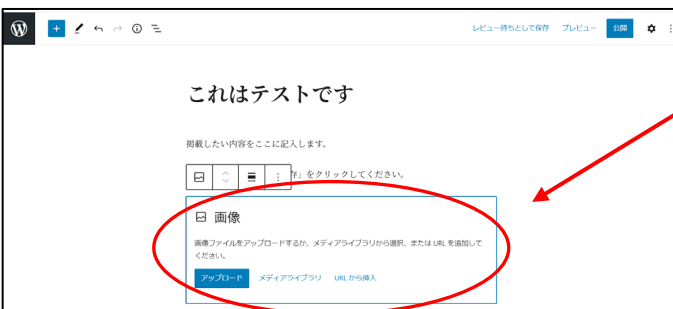 レビュー待ちとして保存 プレビュー 公開
これはテストです
掲載したい内容をここに記入します。
存」をクリックしてください。
画像
画像ファイルをアップロードするか、メディアライブラリから選択、または URL を追加して
ください。
アップロード メディアライブラリ URL から挿入